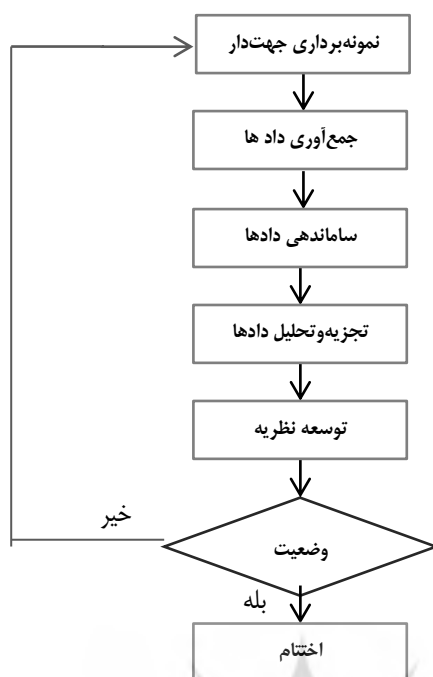 نمونه‌برداری جهت‌دار
جمع‌آوری داد ها
ساماندهی دادها
تجزیه‌وتحلیل دادها
توسعه نظریه
خیر
وضعیت
بله
اختتام